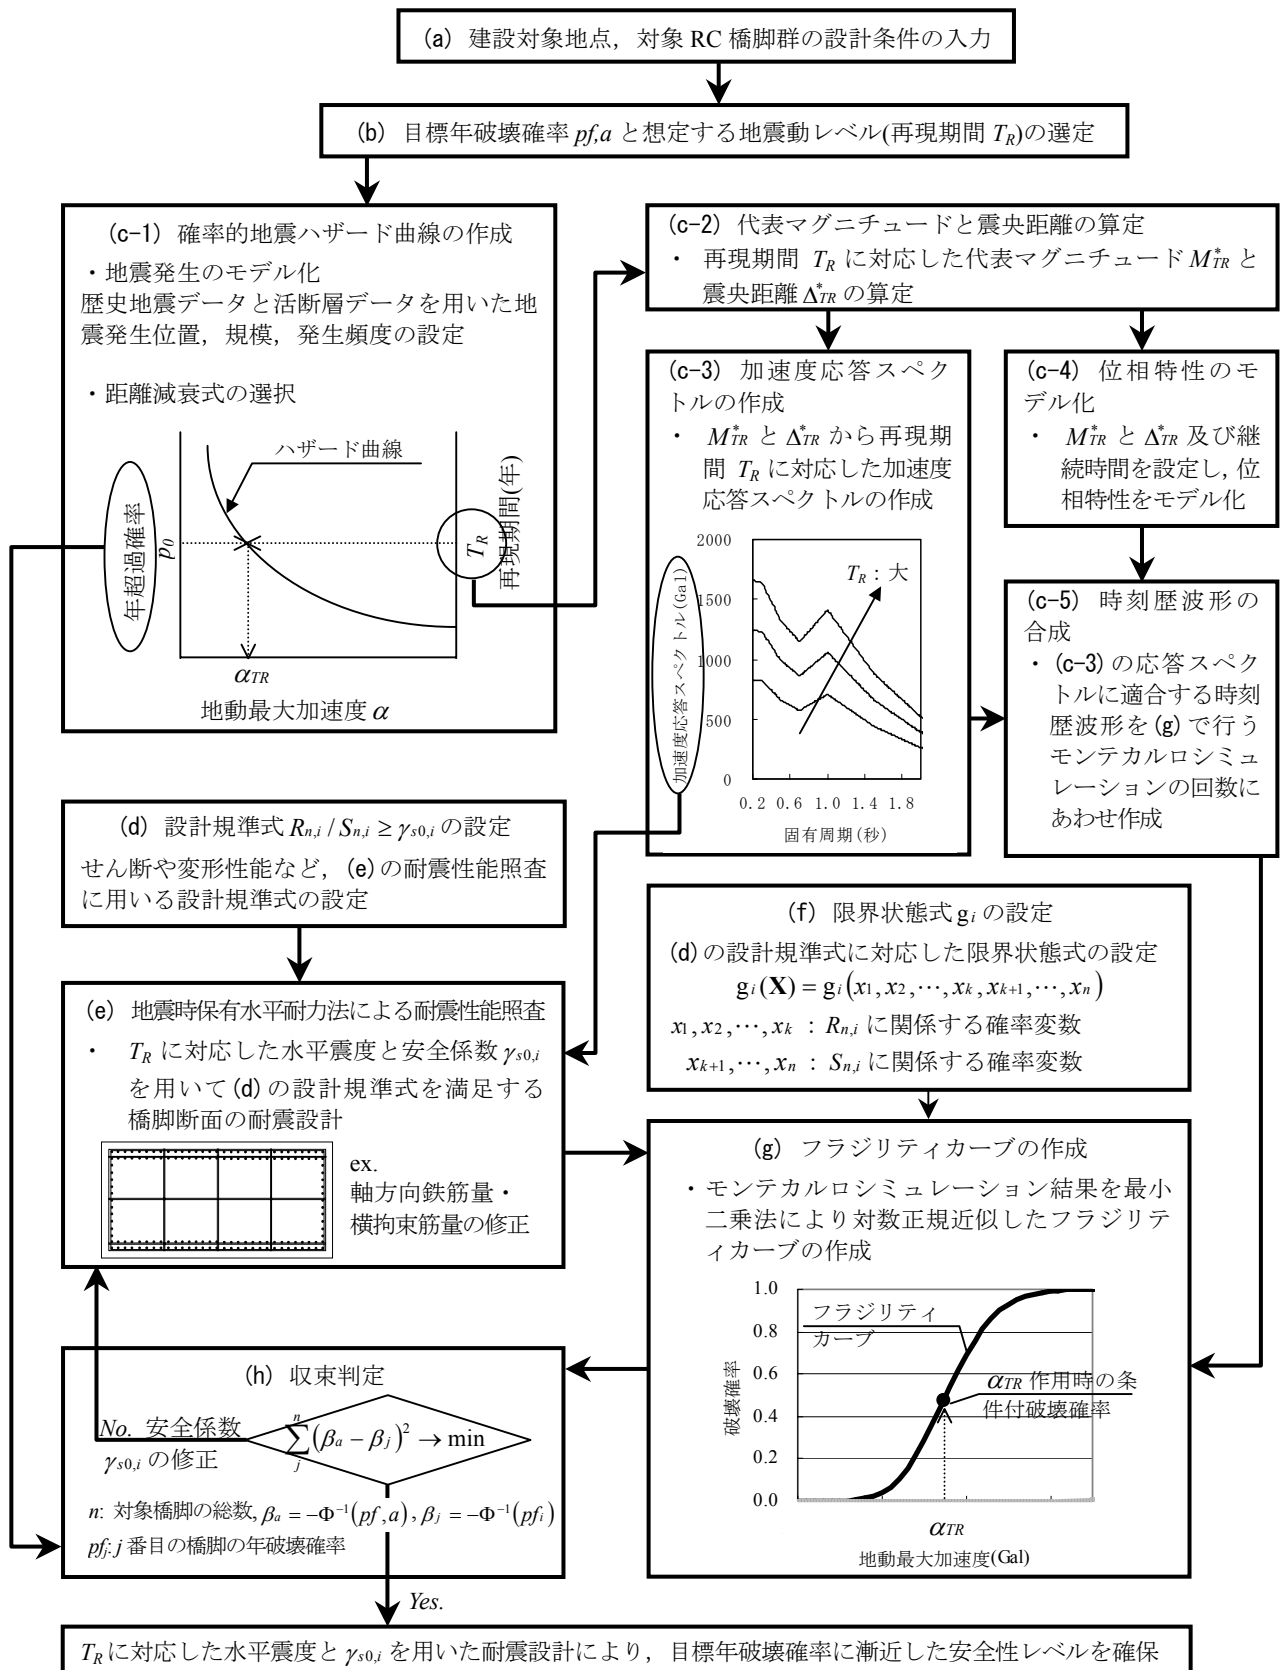 (a) 建設対象地点，対象 RC 橋脚群の設計条件の入力
(b) 目標年破壊確率 pf,a と想定する地震動レベル(再現期間 T_R)の選定
(c-1) 確率的地震ハザード曲線の作成
・地震発生のモデル化
歴史地震データと活断層データを用いた地
震発生位置，規模，発生頻度の設定
・距離減衰式の選択
ハザード曲線
年超過確率
p_0
T_R
再現期間(年)
α_TR
地動最大加速度 α
(c-2) 代表マグニチュードと震央距離の算定
・ 再現期間 T_R に対応した代表マグニチュード M*_TR と
震央距離 Δ*_TR の算定
(c-3) 加速度応答スペク
トルの作成
・ M*_TR と Δ*_TR から再現期
間 T_R に対応した加速度
応答スペクトルの作成
加速度応答スペクトル(Gal)
2000
1500
1000
500
0
T_R：大
0.2 0.6 1.0 1.4 1.8
固有周期(秒)
(c-4) 位相特性のモ
デル化
・ M*_TR と Δ*_TR 及び継
続時間を設定し，位
相特性をモデル化
(c-5) 時刻歴波形の
合成
・(c-3)の応答スペク
トルに適合する時刻
歴波形を(g)で行う
モンテカルロシミュ
レーションの回数に
あわせ作成
(d) 設計規準式 R_n,i / S_n,i ≥ γ_s0,i の設定
せん断や変形性能など，(e)の耐震性能照査
に用いる設計規準式の設定
(e) 地震時保有水平耐力法による耐震性能照査
・ T_R に対応した水平震度と安全係数 γ_s0,i
を用いて(d)の設計規準式を満足する
橋脚断面の耐震設計
ex.
軸方向鉄筋量・
横拘束筋量の修正
(f) 限界状態式 g_i の設定
(d)の設計規準式に対応した限界状態式の設定
g_i(X) = g_i(x_1, x_2, ⋯, x_k, x_k+1, ⋯, x_n)
x_1, x_2, ⋯, x_k : R_n,i に関係する確率変数
x_k+1, ⋯, x_n : S_n,i に関係する確率変数
(g) フラジリティカーブの作成
・モンテカルロシミュレーション結果を最小
二乗法により対数正規近似したフラジリテ
ィカーブの作成
破壊確率
1.0
0.8
0.6
0.4
0.2
0.0
フラジリティ
カーブ
α_TR 作用時の条
件付破壊確率
α_TR
地動最大加速度(Gal)
(h) 収束判定
No. 安全係数
γ_s0,i の修正
∑_j^n (β_a − β_j)^2 → min
n: 対象橋脚の総数, β_a = −Φ^−1(pf,a), β_j = −Φ^−1(pf_i)
pf_j: j 番目の橋脚の年破壊確率
Yes.
T_R に対応した水平震度と γ_s0,i を用いた耐震設計により，目標年破壊確率に漸近した安全性レベルを確保